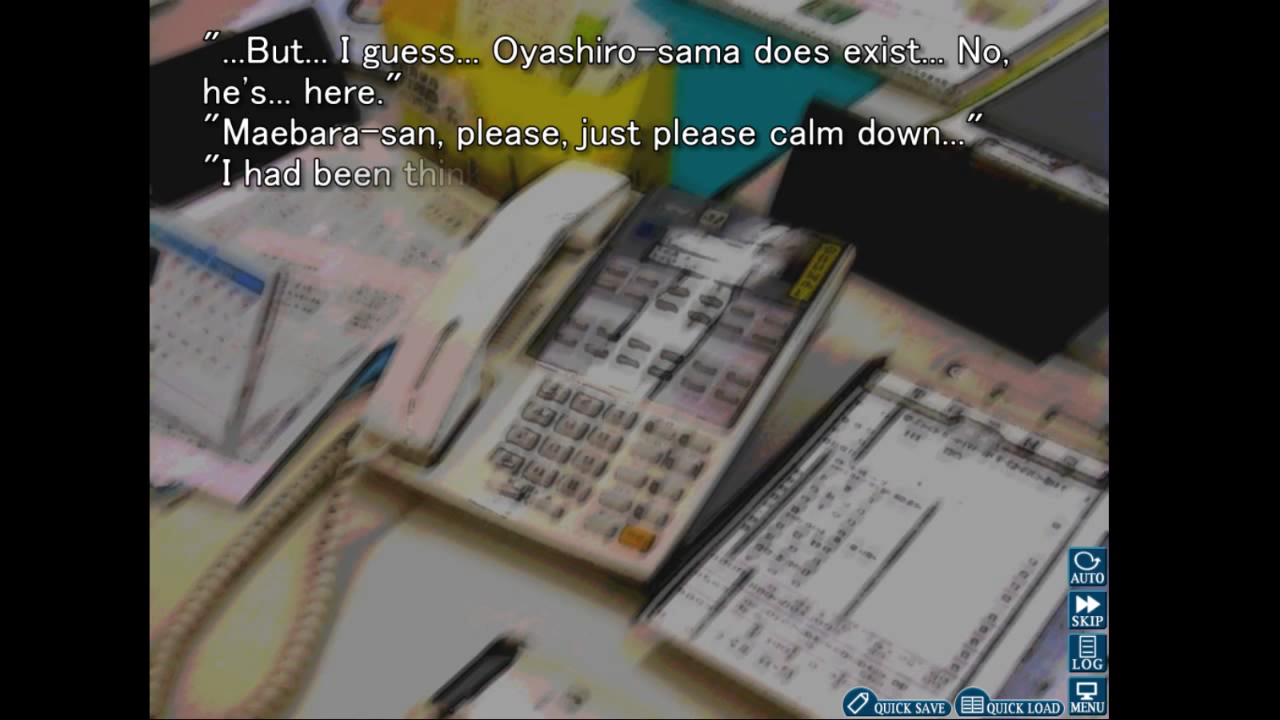 "...But... I guess... Oyashiro-sama does exist... No,
he's... here."
"Maebara-san, please, just please calm down..."
"I had been thin
AUTO
SKIP
LOG
MENU
QUICK SAVE
QUICK LOAD